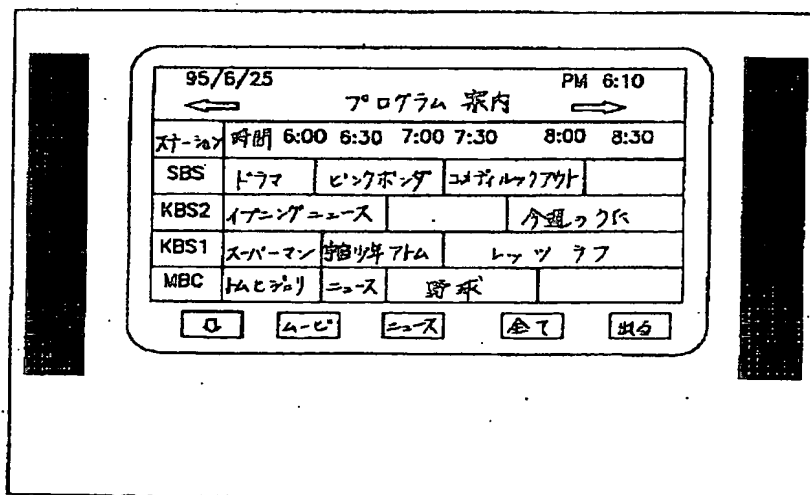 95/6/25 PM 6:10
プログラム 案内
ステーション 時間 6:00 6:30 7:00 7:30 8:00 8:30
SBS ドラマ ピンクポンダ コメディルックアウト
KBS2 イブニングニュース 今週のうた
KBS1 スーパーマン 宇宙少年アトム レッツ ラフ
MBC トムとジェリ ニュース 野球
ムービ ニュース 全て 出る